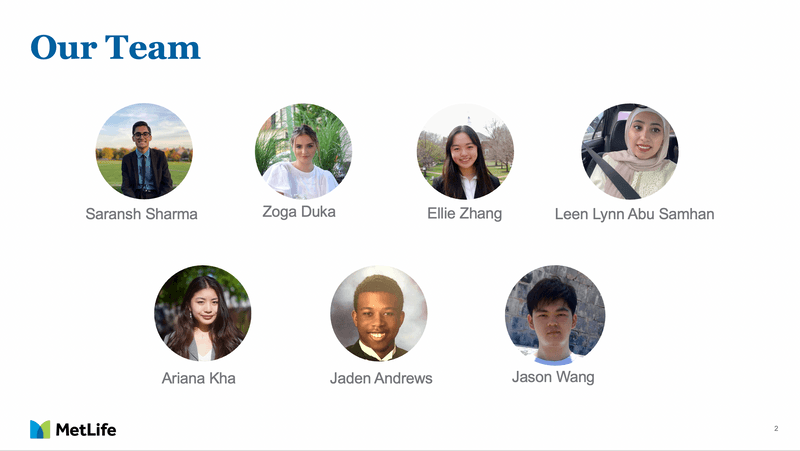 Our Team
Saransh Sharma
Zoga Duka
Ellie Zhang
Leen Lynn Abu Samhan
Ariana Kha
Jaden Andrews
Jason Wang
MetLife
2